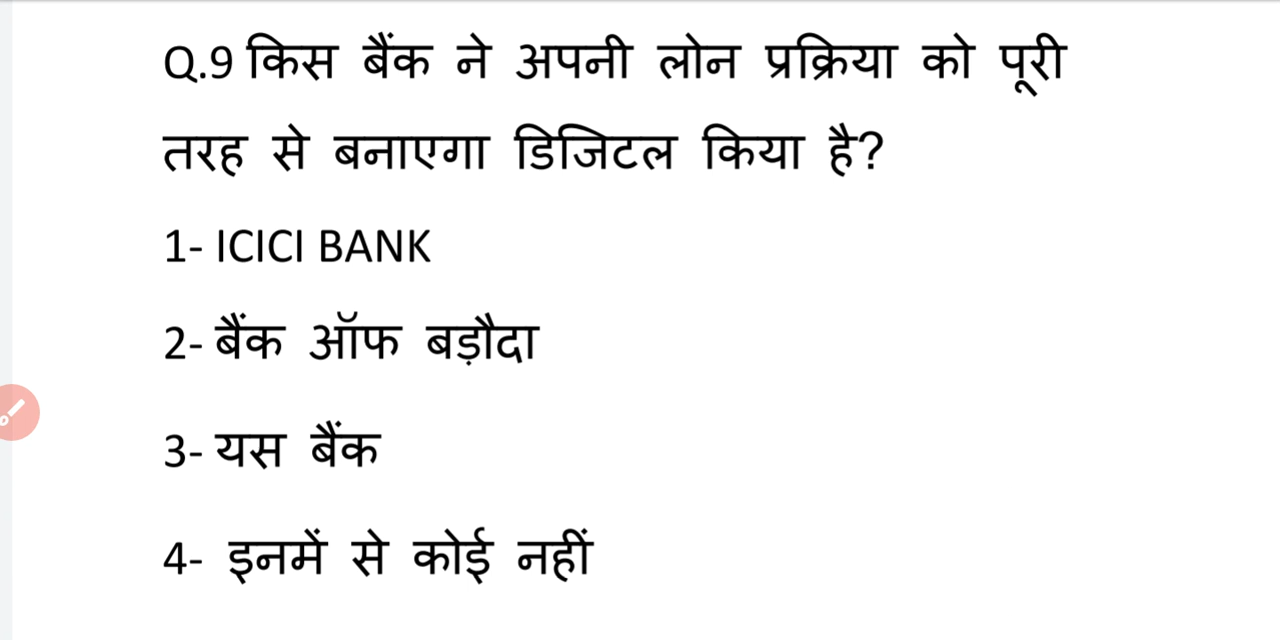 Q.9 किस बैंक ने अपनी लोन प्रक्रिया को पूरी
तरह से बनाएगा डिजिटल किया है?
1- ICICI BANK
2- बैंक ऑफ बड़ौदा
3- यस बैंक
4- इनमें से कोई नहीं